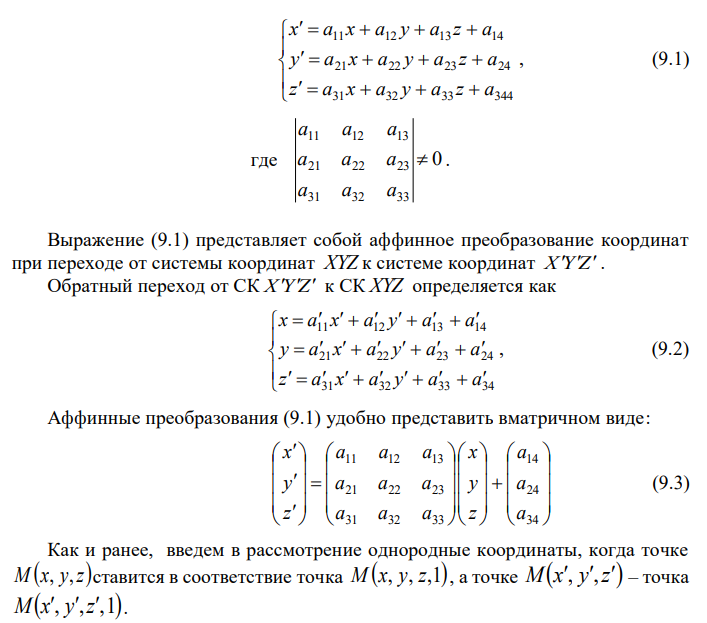 x′ = a₁₁x + a₁₂y + a₁₃z + a₁₄
y′ = a₂₁x + a₂₂y + a₂₃z + a₂₄ , (9.1)
z′ = a₃₁x + a₃₂y + a₃₃z + a₃₄₄
a₁₁ a₁₂ a₁₃
где a₂₁ a₂₂ a₂₃ ≠ 0 .
a₃₁ a₃₂ a₃₃
Выражение (9.1) представляет собой аффинное преобразование координат
при переходе от системы координат XYZ к системе координат X′Y′Z′ .
Обратный переход от СК X′Y′Z′ к СК XYZ определяется как
x = a′₁₁x′ + a′₁₂y′ + a′₁₃ + a′₁₄
y = a′₂₁x′ + a′₂₂y′ + a′₂₃ + a′₂₄ , (9.2)
z′ = a′₃₁x′ + a′₃₂y′ + a′₃₃ + a′₃₄
Аффинные преобразования (9.1) удобно представить вматричном виде:
(x′) (a₁₁ a₁₂ a₁₃)(x) (a₁₄)
(y′) = (a₂₁ a₂₂ a₂₃)(y) + (a₂₄) (9.3)
(z′) (a₃₁ a₃₂ a₃₃)(z) (a₃₄)
Как и ранее, введем в рассмотрение однородные координаты, когда точке
M(x, y,z)ставится в соответствие точка M(x, y, z,1), а точке M(x′, y′,z′) – точка
M(x′, y′,z′,1).